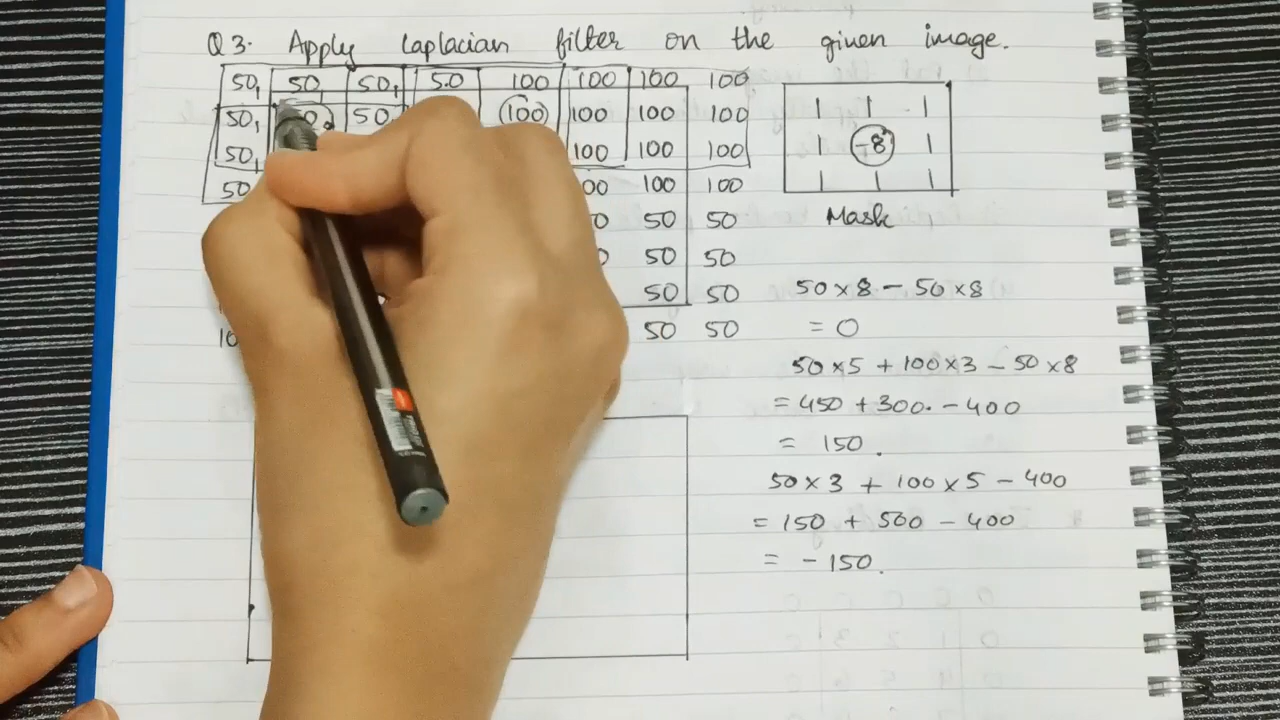 Q3. Apply Laplacian filter on the given image.
50, 50, 50, 50 100 100 100 100
50, 50. 50, 100 100 100 100
50, 100 100 100
50 100 100
50 50
50 50
50 50
10 50 50
1 1 1
1 -8 1
1 1 1
Mask
50 x 8 - 50 x 8
= 0
50 x 5 + 100 x 3 - 50 x 8
= 450 + 300. - 400
= 150.
50 x 3 + 100 x 5 - 400
= 150 + 500 - 400
= - 150.